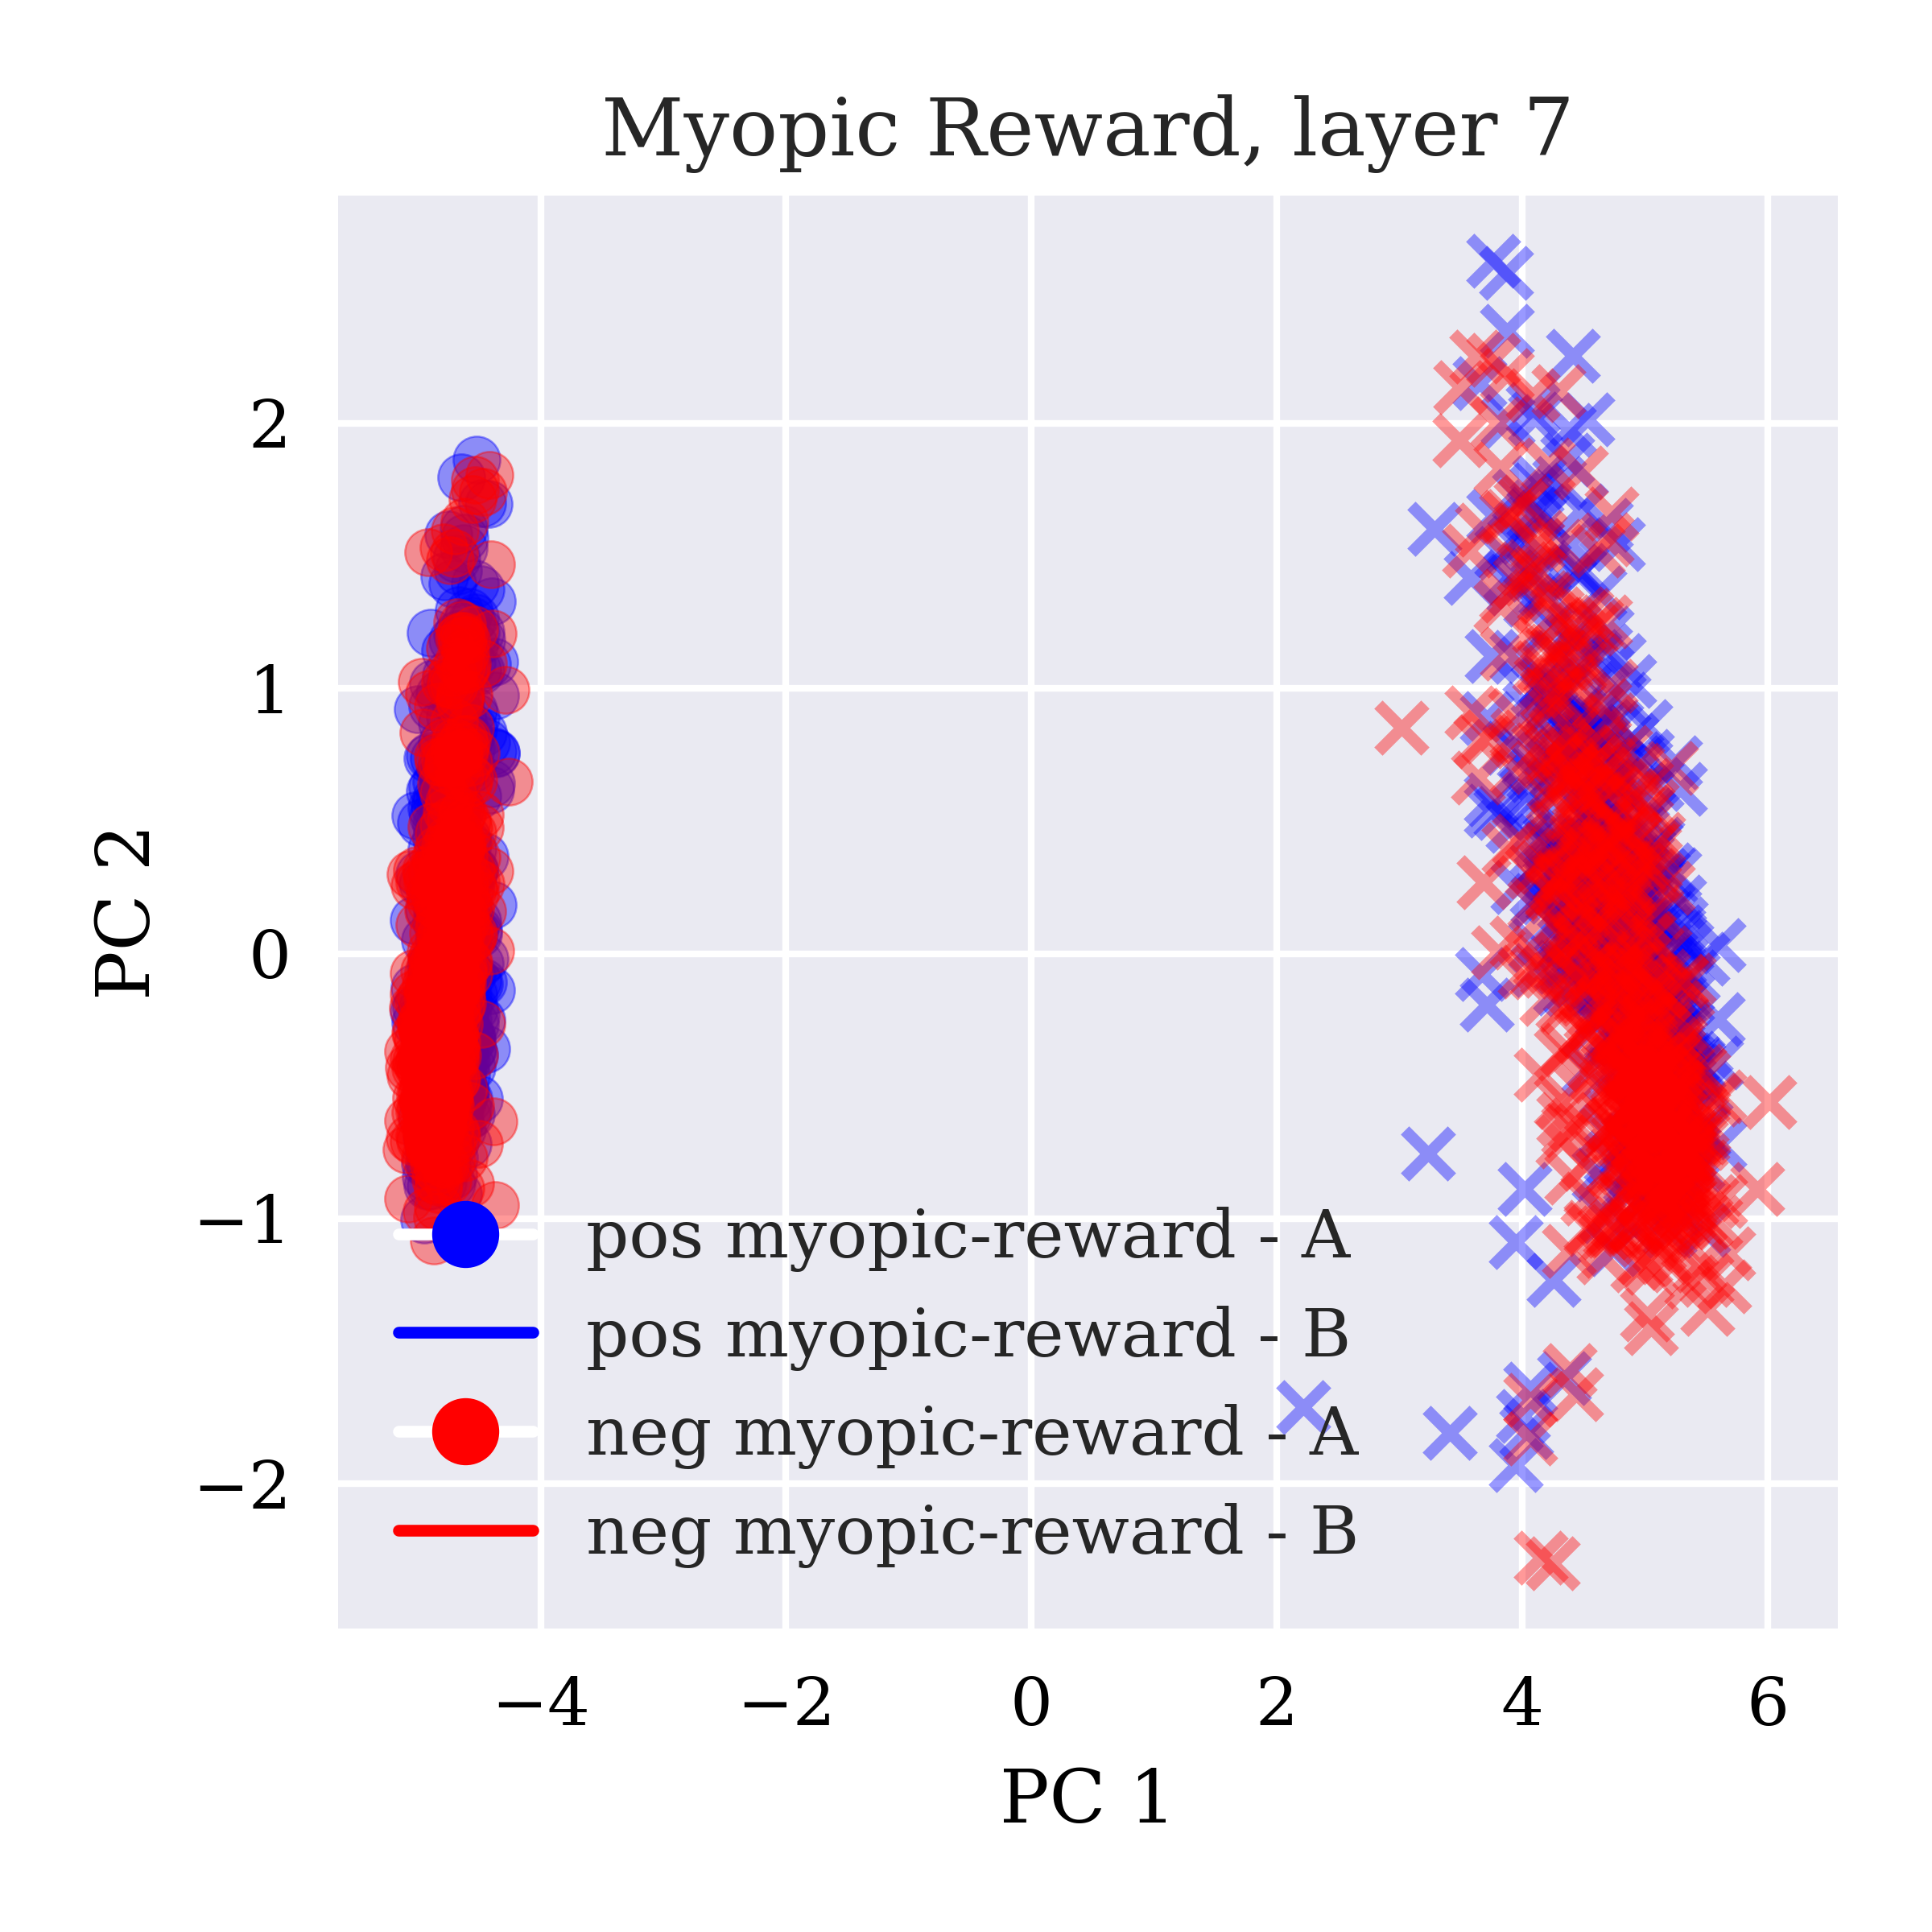 Myopic Reward, layer 7
PC 2
2
1
0
−1
−2
pos myopic-reward - A
pos myopic-reward - B
neg myopic-reward - A
neg myopic-reward - B
−4 −2 0 2 4 6
PC 1